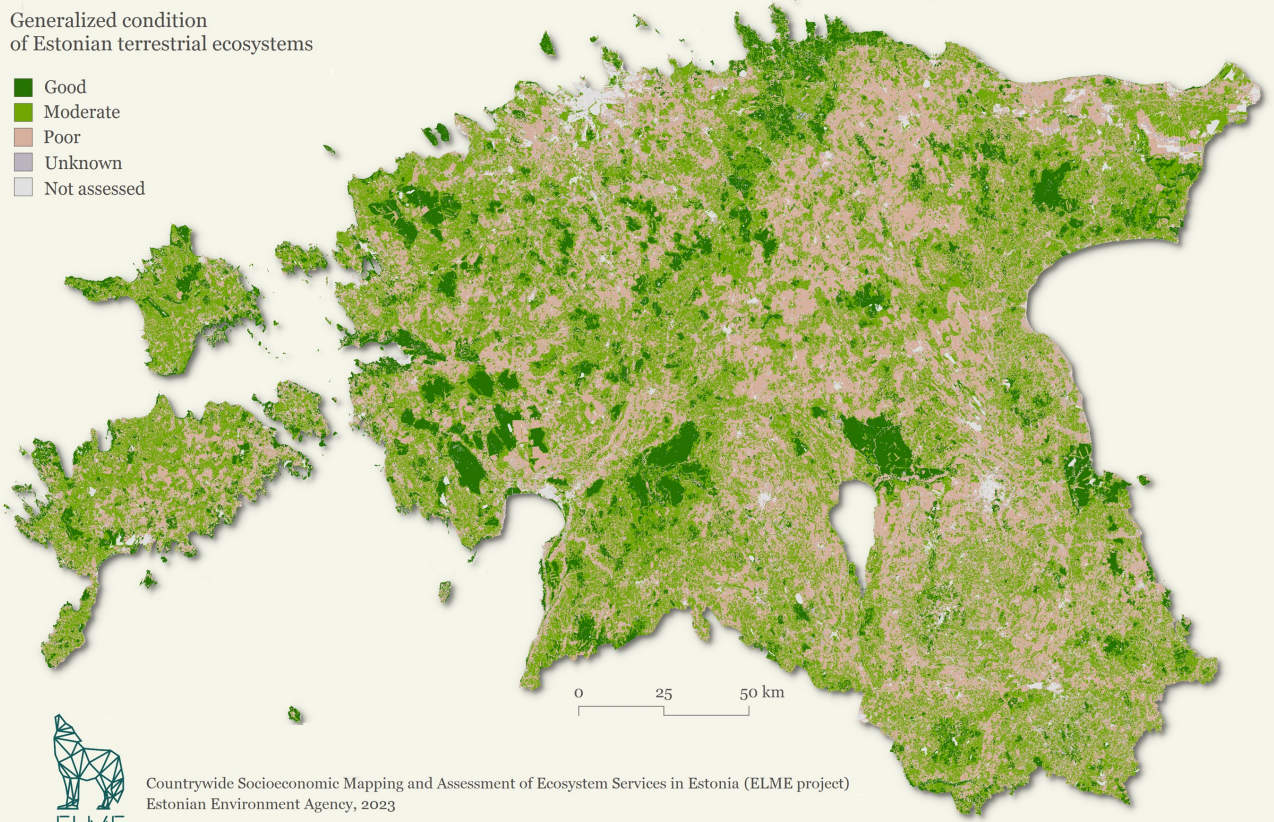 Generalized condition
of Estonian terrestrial ecosystems
Good
Moderate
Poor
Unknown
Not assessed
0 25 50 km
Countrywide Socioeconomic Mapping and Assessment of Ecosystem Services in Estonia (ELME project)
Estonian Environment Agency, 2023
ELME